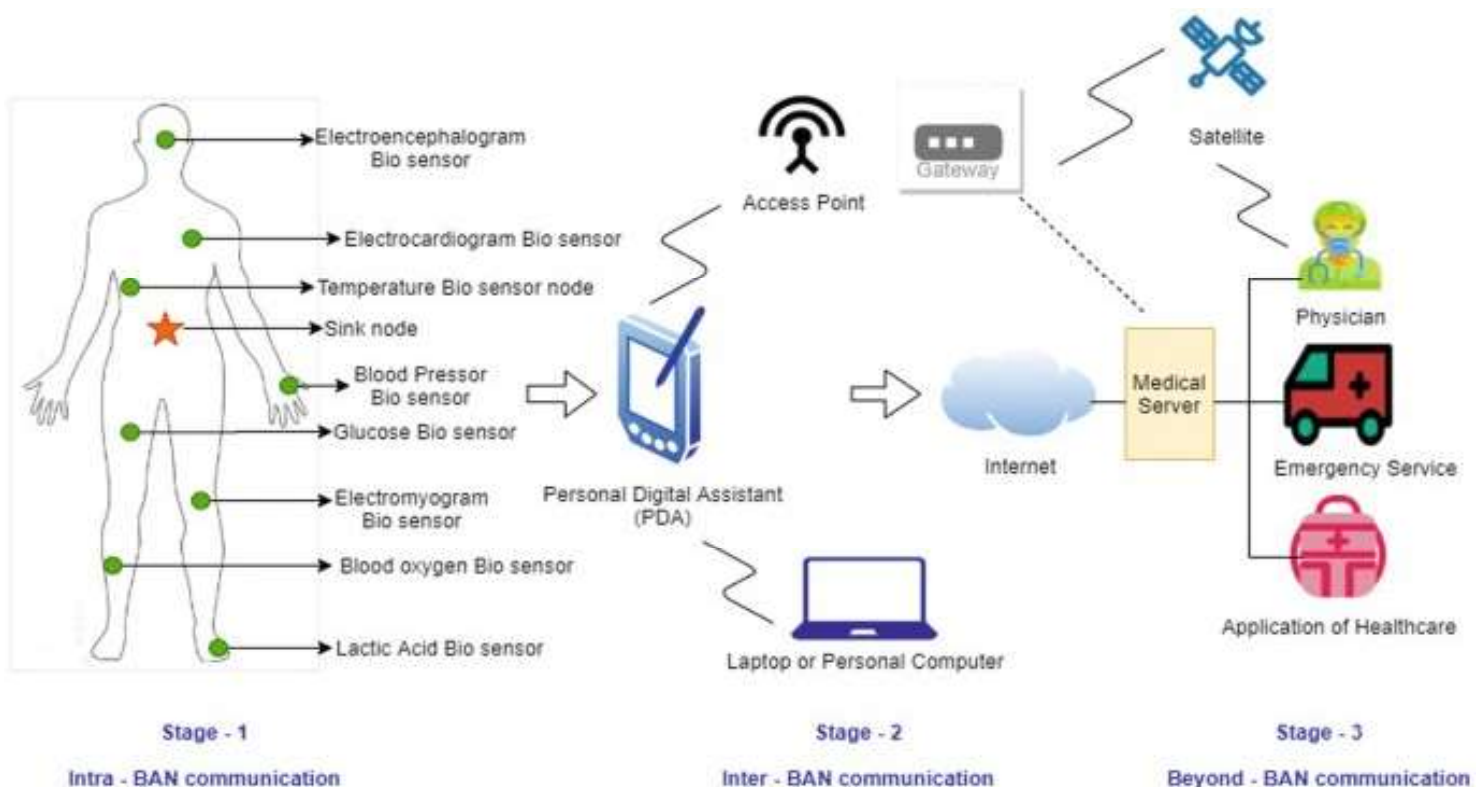 Electroencephalogram
Bio sensor
Electrocardiogram Bio sensor
Temperature Bio sensor node
Sink node
Blood Pressor
Bio sensor
Glucose Bio sensor
Electromyogram
Bio sensor
Blood oxygen Bio sensor
Lactic Acid Bio sensor
Access Point
Gateway
Satellite
Physician
Personal Digital Assistant
(PDA)
Internet
Medical
Server
Emergency Service
Laptop or Personal Computer
Application of Healthcare
Stage - 1
Intra - BAN communication
Stage - 2
Inter - BAN communication
Stage - 3
Beyond - BAN communication